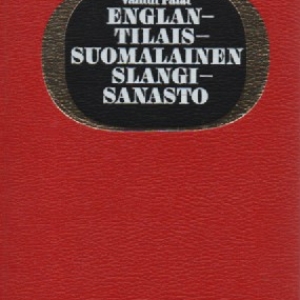 ENGLAN-
TILAIS-
SUOMALAINEN
SLANGI-
SANASTO